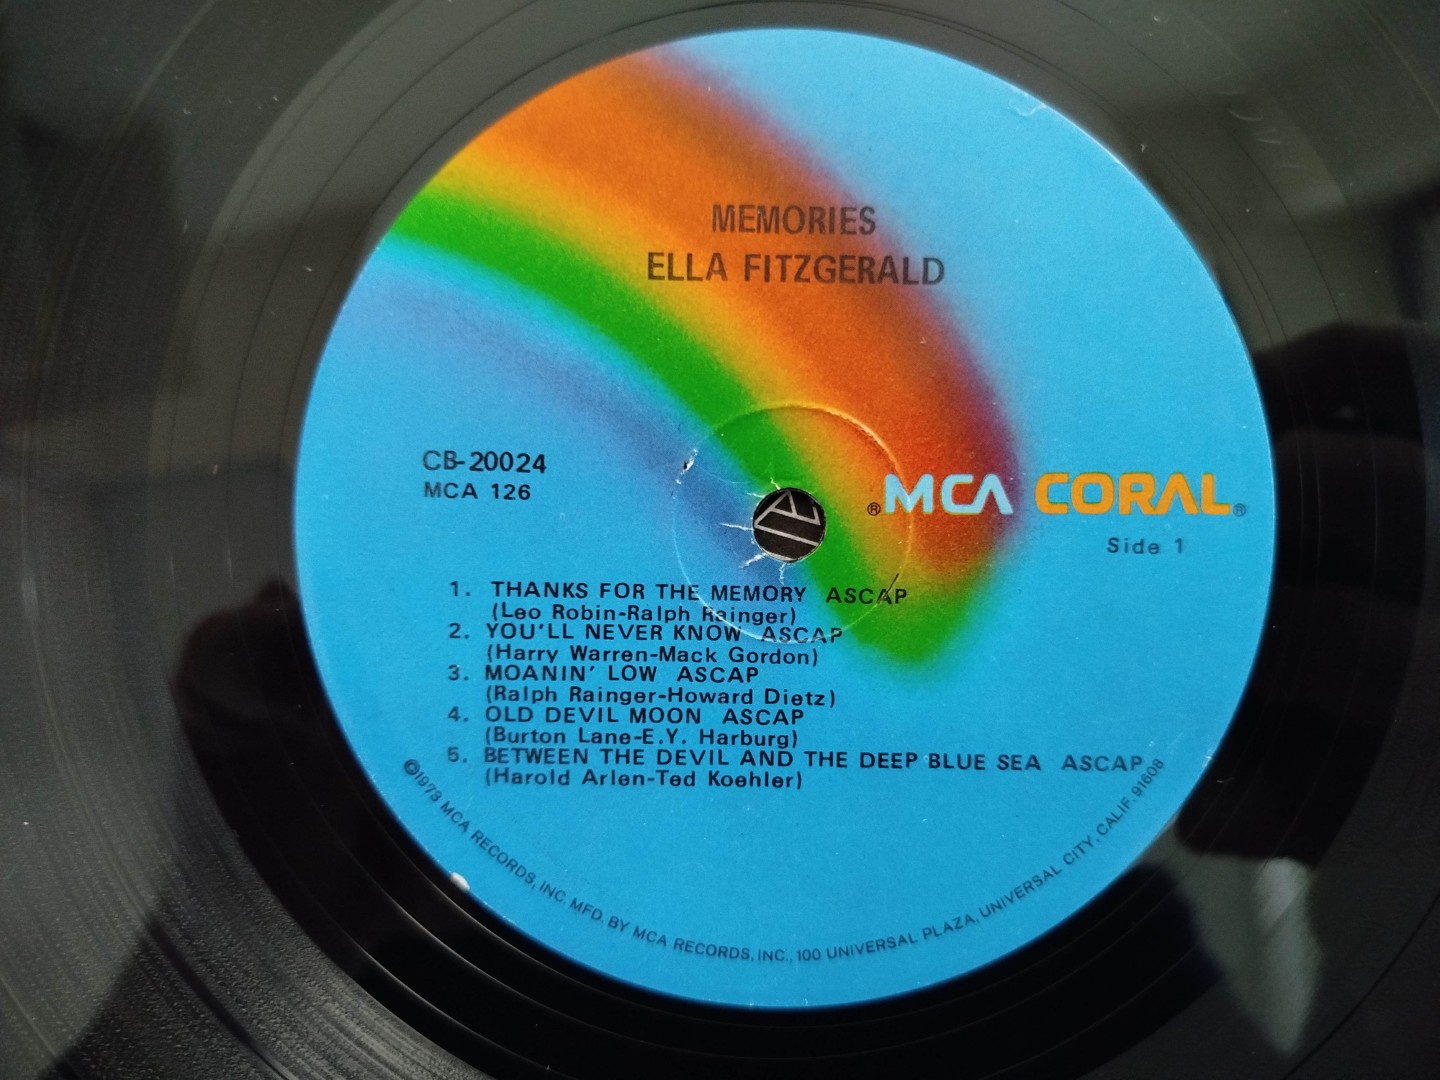 MEMORIES
ELLA FITZGERALD
CB-20024
MCA 126
® MCA CORAL ®
Side 1
1. THANKS FOR THE MEMORY ASCAP
(Leo Robin-Ralph Rainger)
2. YOU'LL NEVER KNOW ASCAP
(Harry Warren-Mack Gordon)
3. MOANIN' LOW ASCAP
(Ralph Rainger-Howard Dietz)
4. OLD DEVIL MOON ASCAP
(Burton Lane-E.Y. Harburg)
5. BETWEEN THE DEVIL AND THE DEEP BLUE SEA ASCAP
(Harold Arlen-Ted Koehler)
©1973 MCA RECORDS, INC. MFD. BY MCA RECORDS, INC., 100 UNIVERSAL PLAZA, UNIVERSAL CITY, CALIF. 91608